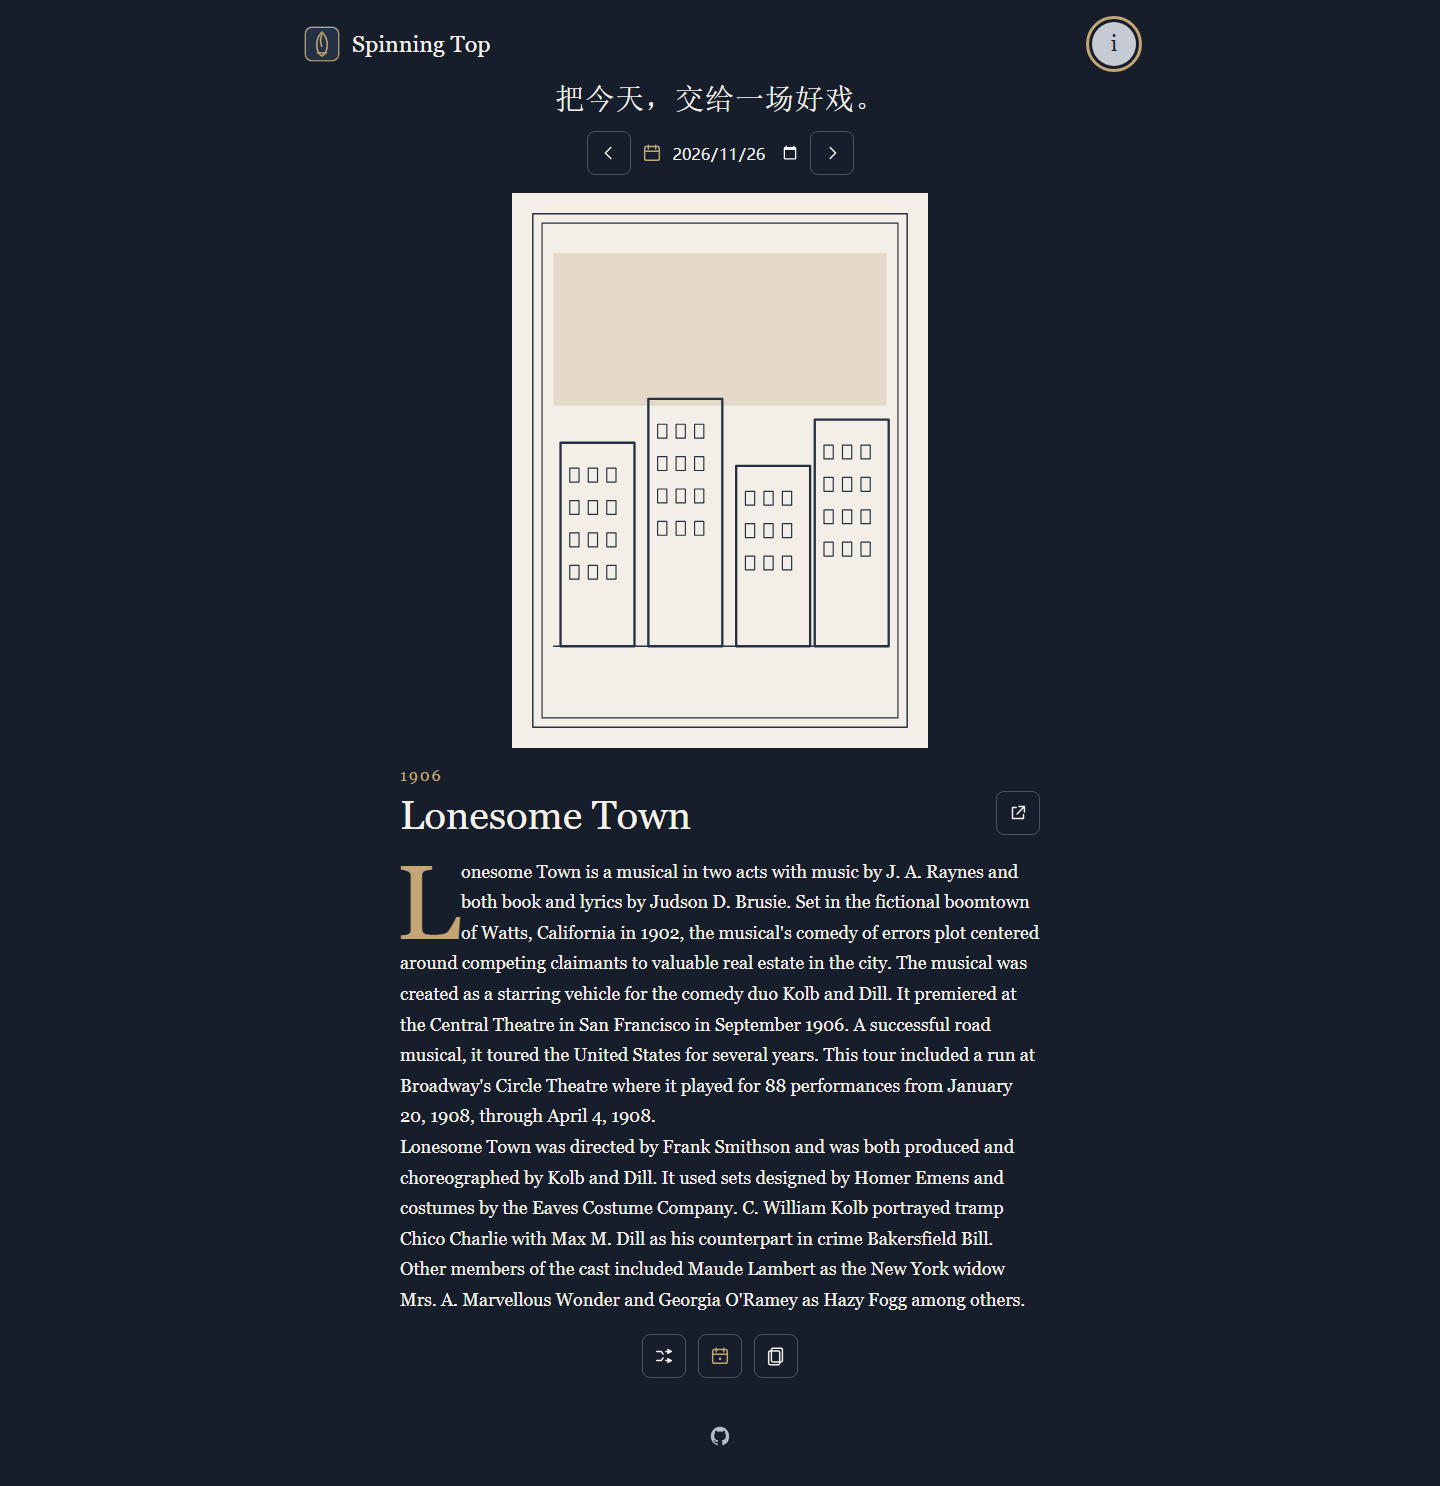 Spinning Top
i
把今天，交给一场好戏。
2026/11/26
1906
Lonesome Town
Lonesome Town is a musical in two acts with music by J. A. Raynes and
both book and lyrics by Judson D. Brusie. Set in the fictional boomtown
of Watts, California in 1902, the musical's comedy of errors plot centered
around competing claimants to valuable real estate in the city. The musical was
created as a starring vehicle for the comedy duo Kolb and Dill. It premiered at
the Central Theatre in San Francisco in September 1906. A successful road
musical, it toured the United States for several years. This tour included a run at
Broadway's Circle Theatre where it played for 88 performances from January
20, 1908, through April 4, 1908.
Lonesome Town was directed by Frank Smithson and was both produced and
choreographed by Kolb and Dill. It used sets designed by Homer Emens and
costumes by the Eaves Costume Company. C. William Kolb portrayed tramp
Chico Charlie with Max M. Dill as his counterpart in crime Bakersfield Bill.
Other members of the cast included Maude Lambert as the New York widow
Mrs. A. Marvellous Wonder and Georgia O'Ramey as Hazy Fogg among others.